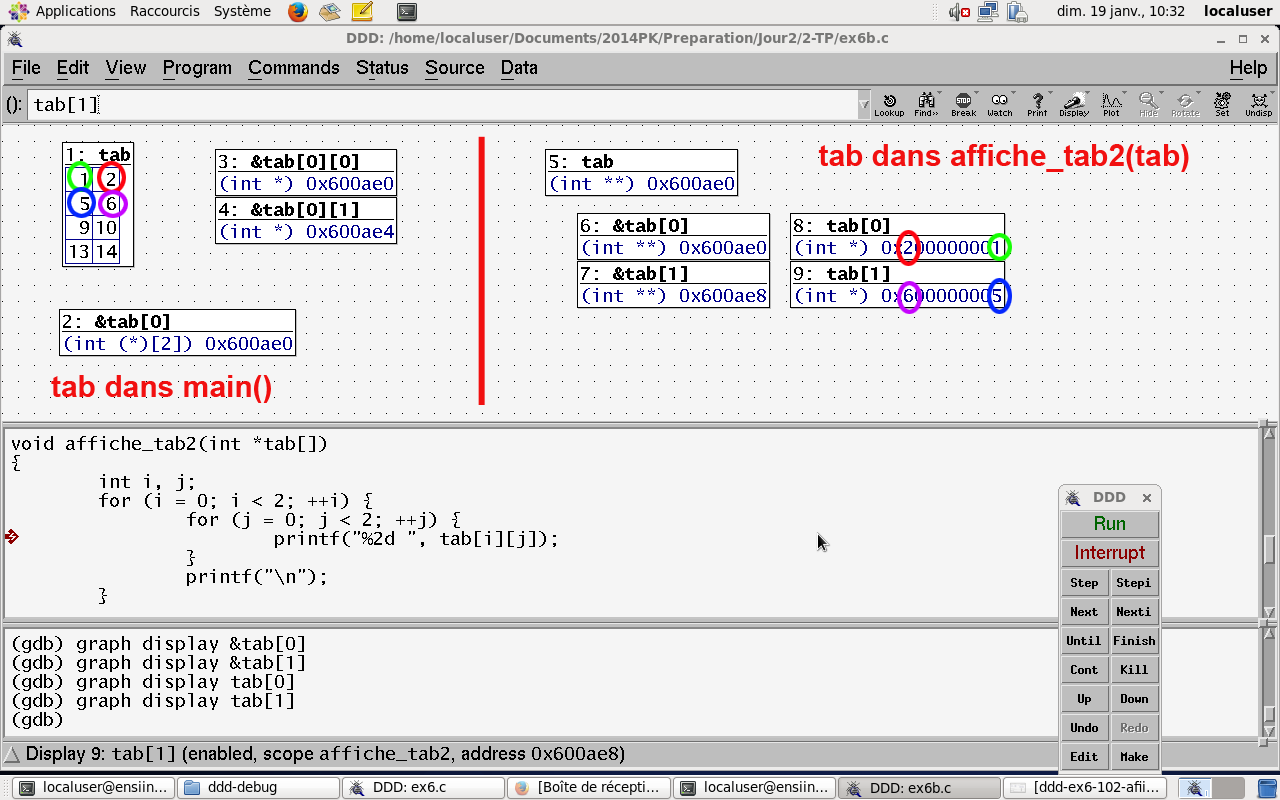 Applications Raccourcis Système dim. 19 janv., 10:32 localuser
DDD: /home/localuser/Documents/2014PK/Preparation/Jour2/2-TP/ex6b.c
File Edit View Program Commands Status Source Data Help
(): tab[1]
Lookup Find>> Break Watch Print Display Plot Hide Rotate Set Undisp
STOP
1: tab
1 2
5 6
9 10
13 14
3: &tab[0][0]
(int *) 0x600ae0
4: &tab[0][1]
(int *) 0x600ae4
2: &tab[0]
(int (*)[2]) 0x600ae0
tab dans main()
5: tab
(int **) 0x600ae0
tab dans affiche_tab2(tab)
6: &tab[0]
(int **) 0x600ae0
7: &tab[1]
(int **) 0x600ae8
8: tab[0]
(int *) 0x200000001
9: tab[1]
(int *) 0x600000005
void affiche_tab2(int *tab[])
{
int i, j;
for (i = 0; i < 2; ++i) {
for (j = 0; j < 2; ++j) {
printf("%2d ", tab[i][j]);
}
printf("\n");
}
DDD
Run
Interrupt
Step Stepi
Next Nexti
Until Finish
Cont Kill
Up Down
Undo Redo
Edit Make
(gdb) graph display &tab[0]
(gdb) graph display &tab[1]
(gdb) graph display tab[0]
(gdb) graph display tab[1]
(gdb)
Display 9: tab[1] (enabled, scope affiche_tab2, address 0x600ae8)
localuser@ensiin... ddd-debug DDD: ex6.c [Boîte de récepti... localuser@ensiin... DDD: ex6b.c [ddd-ex6-102-afii...